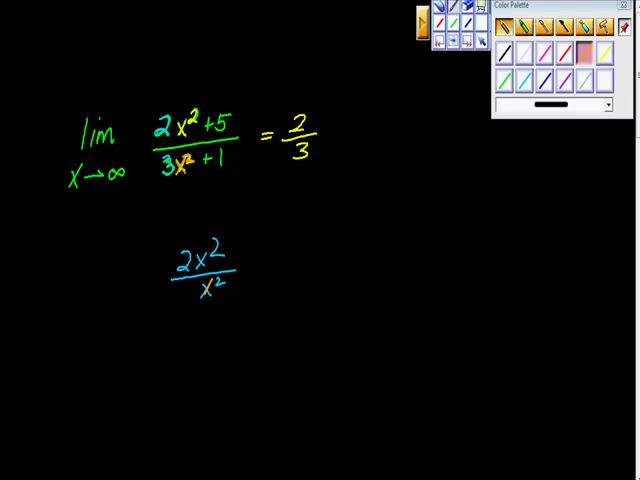 Color Palette
lim x→∞ (2x² + 5)/(3x² + 1) = 2/3
2x²/x²